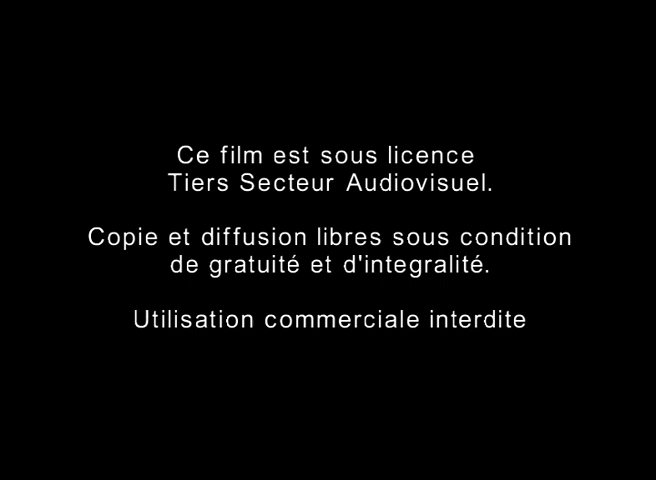 Ce film est sous licence
Tiers Secteur Audiovisuel.
Copie et diffusion libres sous condition
de gratuité et d'integralité.
Utilisation commerciale interdite